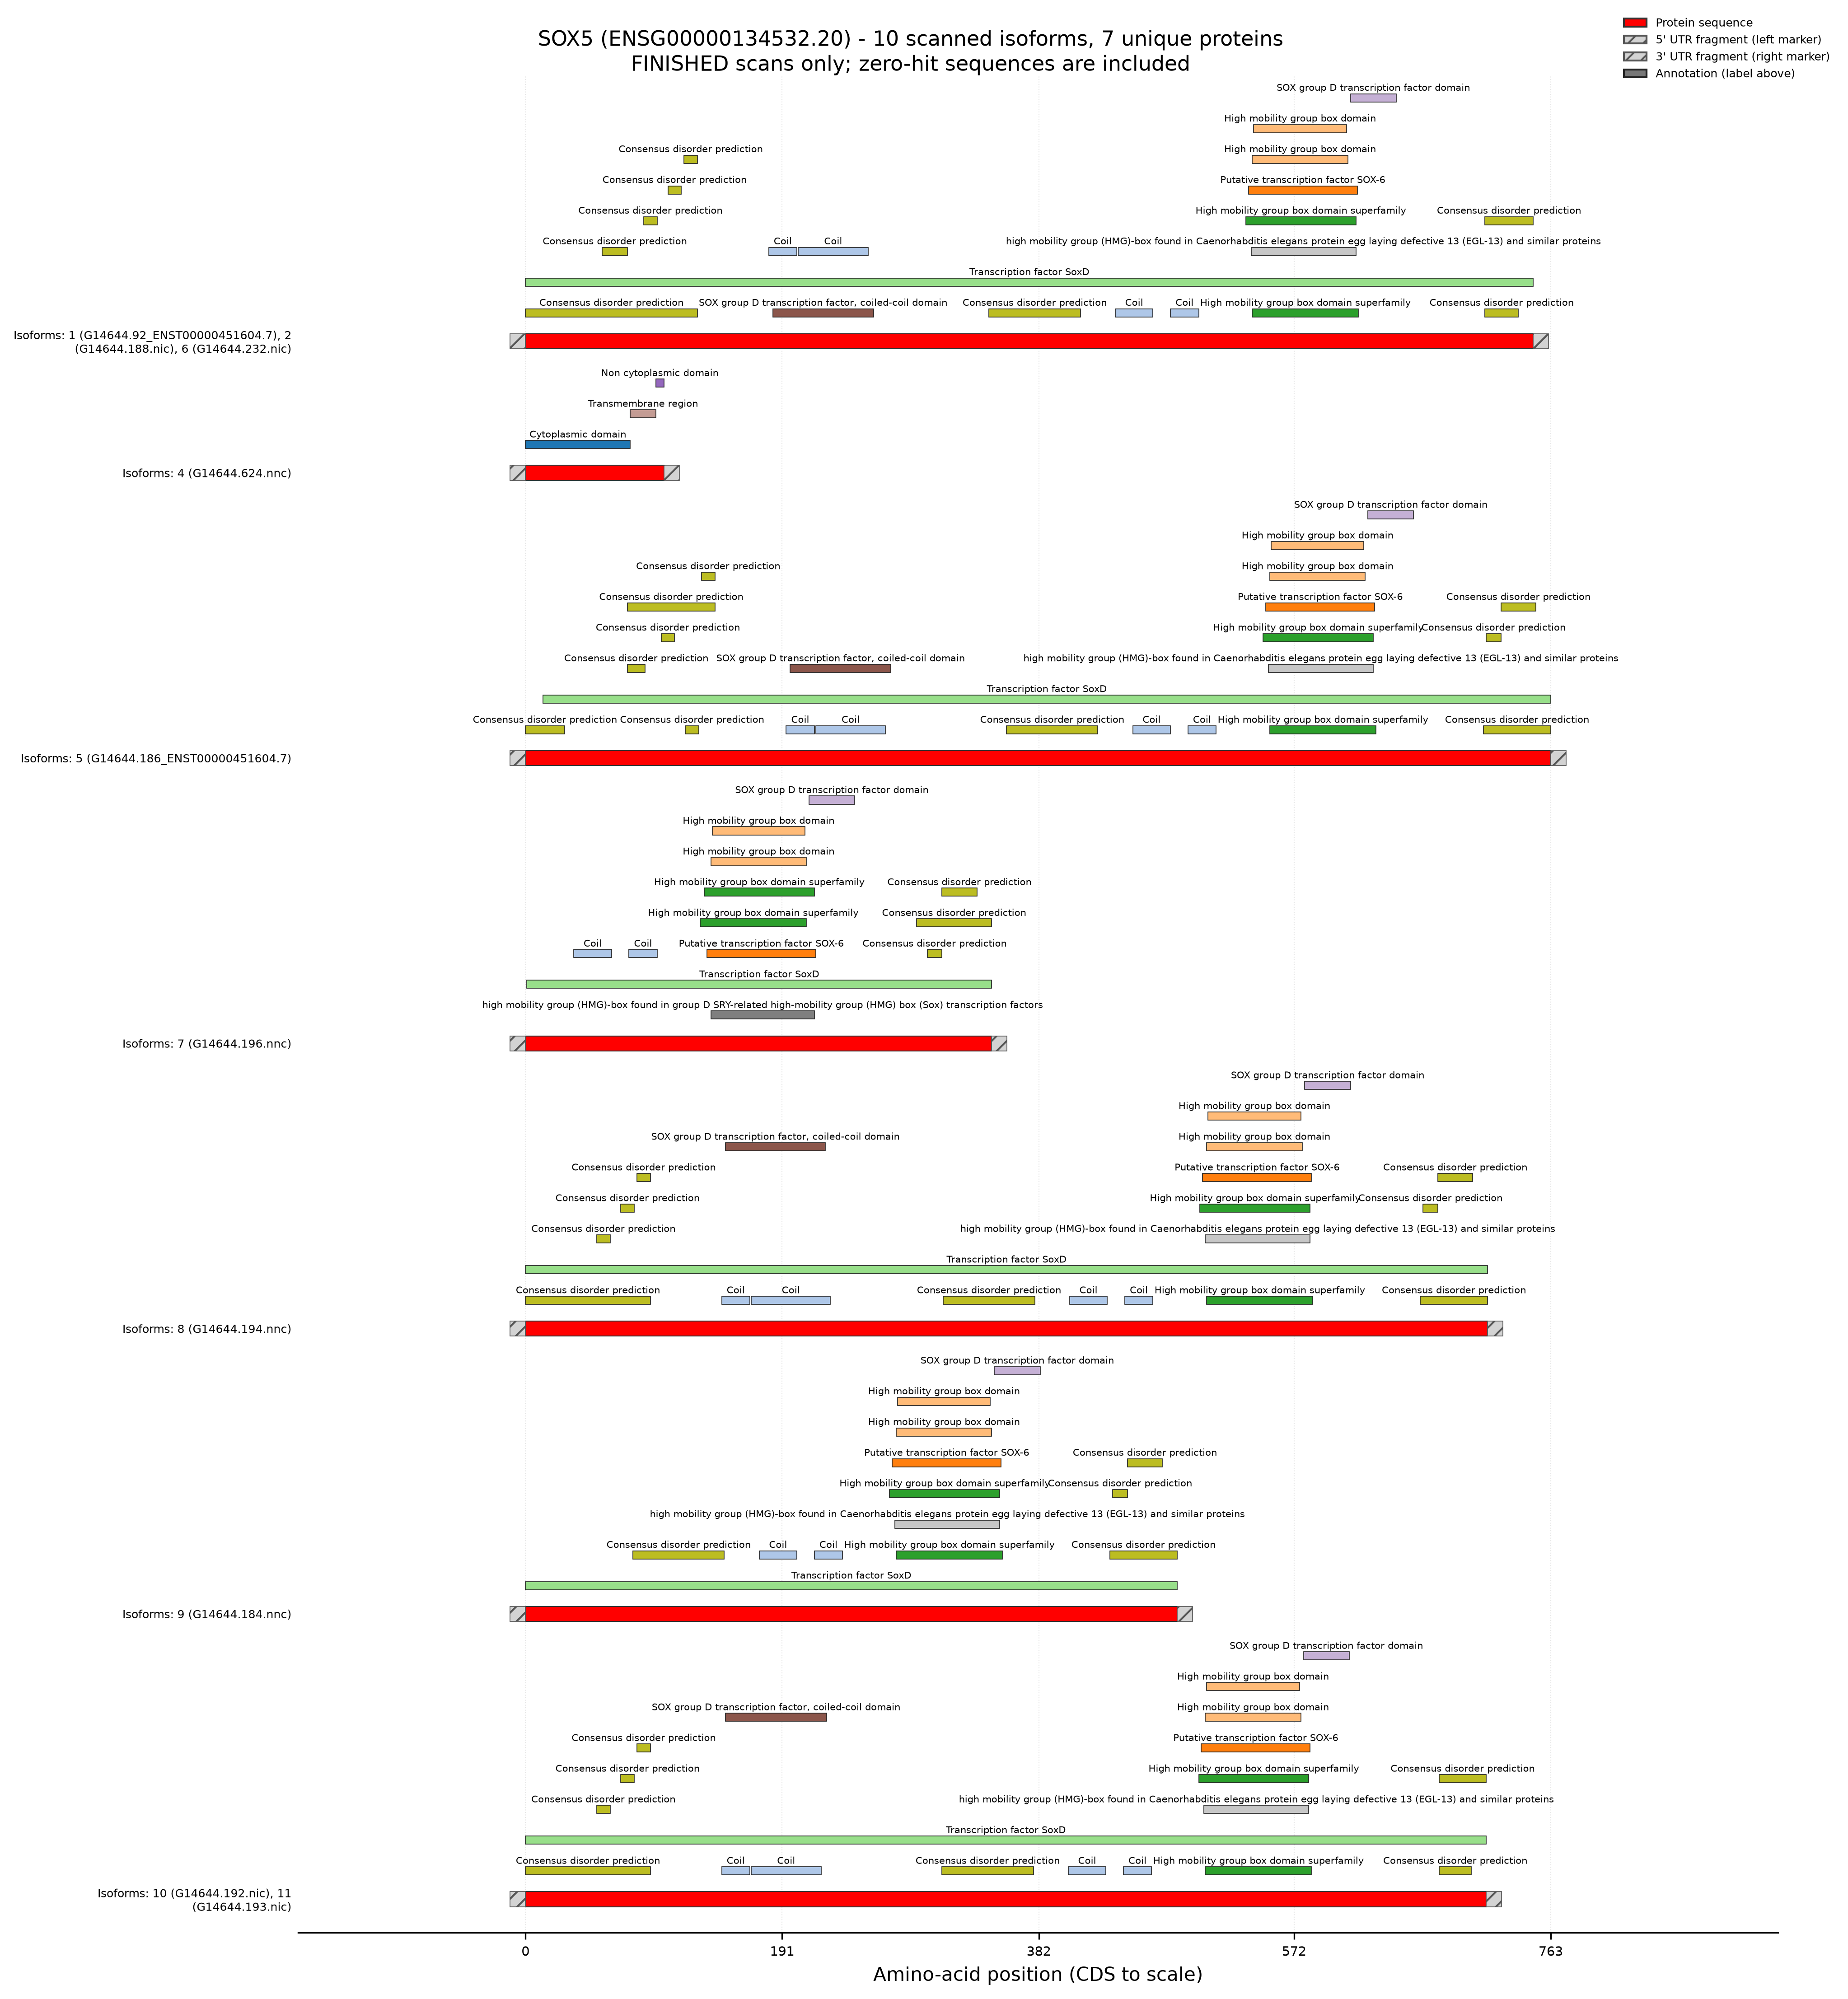 SOX5 (ENSG00000134532.20) - 10 scanned isoforms, 7 unique proteins
FINISHED scans only; zero-hit sequences are included
Protein sequence
5' UTR fragment (left marker)
3' UTR fragment (right marker)
Annotation (label above)
SOX group D transcription factor domain
High mobility group box domain
Consensus disorder prediction
High mobility group box domain
Consensus disorder prediction
Putative transcription factor SOX-6
Consensus disorder prediction
High mobility group box domain superfamily
Consensus disorder prediction
Consensus disorder prediction
Coil
Coil
high mobility group (HMG)-box found in Caenorhabditis elegans protein egg laying defective 13 (EGL-13) and similar proteins
Transcription factor SoxD
Consensus disorder prediction
SOX group D transcription factor, coiled-coil domain
Consensus disorder prediction
Coil
Coil
High mobility group box domain superfamily
Consensus disorder prediction
Isoforms: 1 (G14644.92_ENST00000451604.7), 2
(G14644.188.nic), 6 (G14644.232.nic)
Non cytoplasmic domain
Transmembrane region
Cytoplasmic domain
Isoforms: 4 (G14644.624.nnc)
SOX group D transcription factor domain
High mobility group box domain
Consensus disorder prediction
High mobility group box domain
Consensus disorder prediction
Putative transcription factor SOX-6
Consensus disorder prediction
Consensus disorder prediction
High mobility group box domain superfamily
Consensus disorder prediction
Consensus disorder prediction
SOX group D transcription factor, coiled-coil domain
high mobility group (HMG)-box found in Caenorhabditis elegans protein egg laying defective 13 (EGL-13) and similar proteins
Transcription factor SoxD
Consensus disorder prediction
Consensus disorder prediction
Coil
Coil
Consensus disorder prediction
Coil
Coil
High mobility group box domain superfamily
Consensus disorder prediction
Isoforms: 5 (G14644.186_ENST00000451604.7)
SOX group D transcription factor domain
High mobility group box domain
High mobility group box domain
High mobility group box domain superfamily
Consensus disorder prediction
High mobility group box domain superfamily
Consensus disorder prediction
Coil
Coil
Putative transcription factor SOX-6
Consensus disorder prediction
Transcription factor SoxD
high mobility group (HMG)-box found in group D SRY-related high-mobility group (HMG) box (Sox) transcription factors
Isoforms: 7 (G14644.196.nnc)
SOX group D transcription factor domain
High mobility group box domain
SOX group D transcription factor, coiled-coil domain
High mobility group box domain
Consensus disorder prediction
Putative transcription factor SOX-6
Consensus disorder prediction
Consensus disorder prediction
High mobility group box domain superfamily
Consensus disorder prediction
Consensus disorder prediction
high mobility group (HMG)-box found in Caenorhabditis elegans protein egg laying defective 13 (EGL-13) and similar proteins
Transcription factor SoxD
Consensus disorder prediction
Coil
Coil
Consensus disorder prediction
Coil
Coil
High mobility group box domain superfamily
Consensus disorder prediction
Isoforms: 8 (G14644.194.nnc)
SOX group D transcription factor domain
High mobility group box domain
High mobility group box domain
Putative transcription factor SOX-6
Consensus disorder prediction
High mobility group box domain superfamily
Consensus disorder prediction
high mobility group (HMG)-box found in Caenorhabditis elegans protein egg laying defective 13 (EGL-13) and similar proteins
Consensus disorder prediction
Coil
Coil
High mobility group box domain superfamily
Consensus disorder prediction
Transcription factor SoxD
Isoforms: 9 (G14644.184.nnc)
SOX group D transcription factor domain
High mobility group box domain
SOX group D transcription factor, coiled-coil domain
High mobility group box domain
Consensus disorder prediction
Putative transcription factor SOX-6
Consensus disorder prediction
High mobility group box domain superfamily
Consensus disorder prediction
Consensus disorder prediction
high mobility group (HMG)-box found in Caenorhabditis elegans protein egg laying defective 13 (EGL-13) and similar proteins
Transcription factor SoxD
Consensus disorder prediction
Coil
Coil
Consensus disorder prediction
Coil
Coil
High mobility group box domain superfamily
Consensus disorder prediction
Isoforms: 10 (G14644.192.nic), 11
(G14644.193.nic)
0
191
382
572
763
Amino-acid position (CDS to scale)